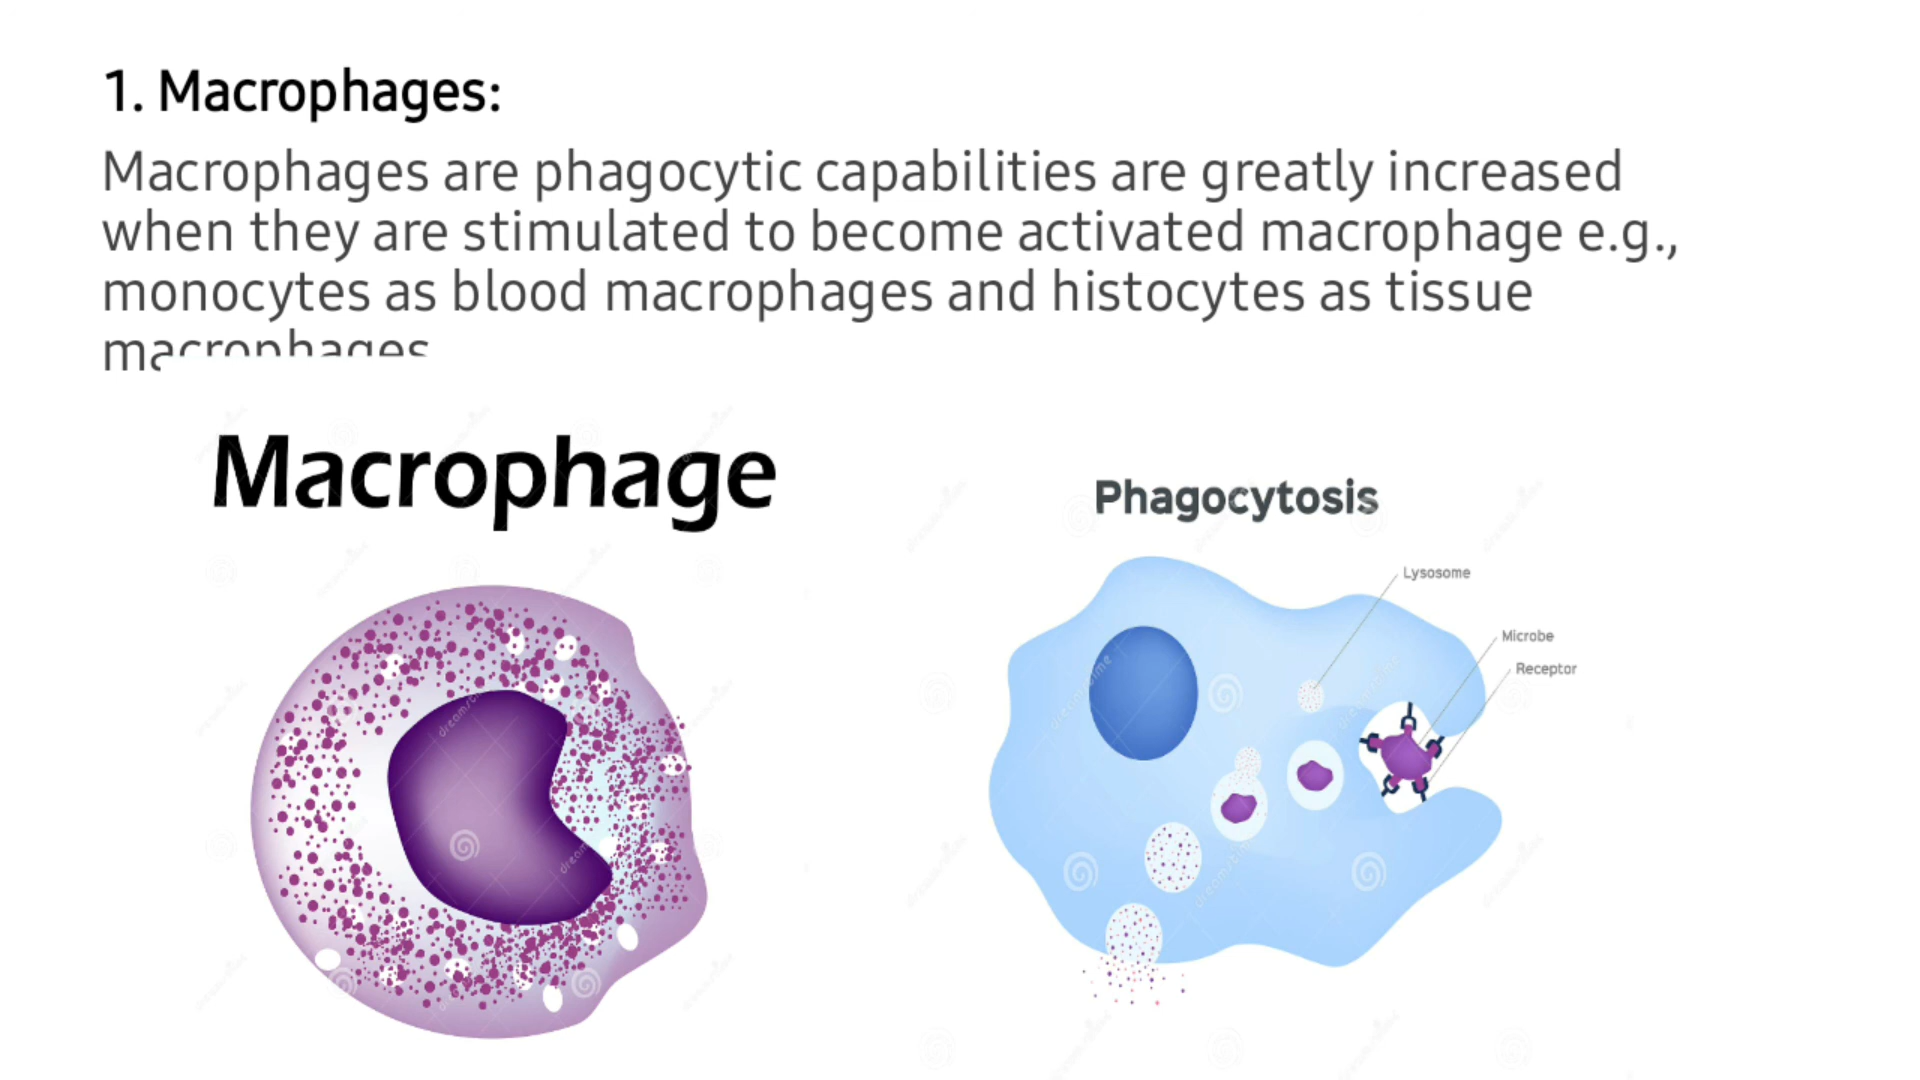 1. Macrophages:
Macrophages are phagocytic capabilities are greatly increased
when they are stimulated to become activated macrophage e.g.,
monocytes as blood macrophages and histocytes as tissue
macrophages
Macrophage
Phagocytosis
Lysosome
Microbe
Receptor